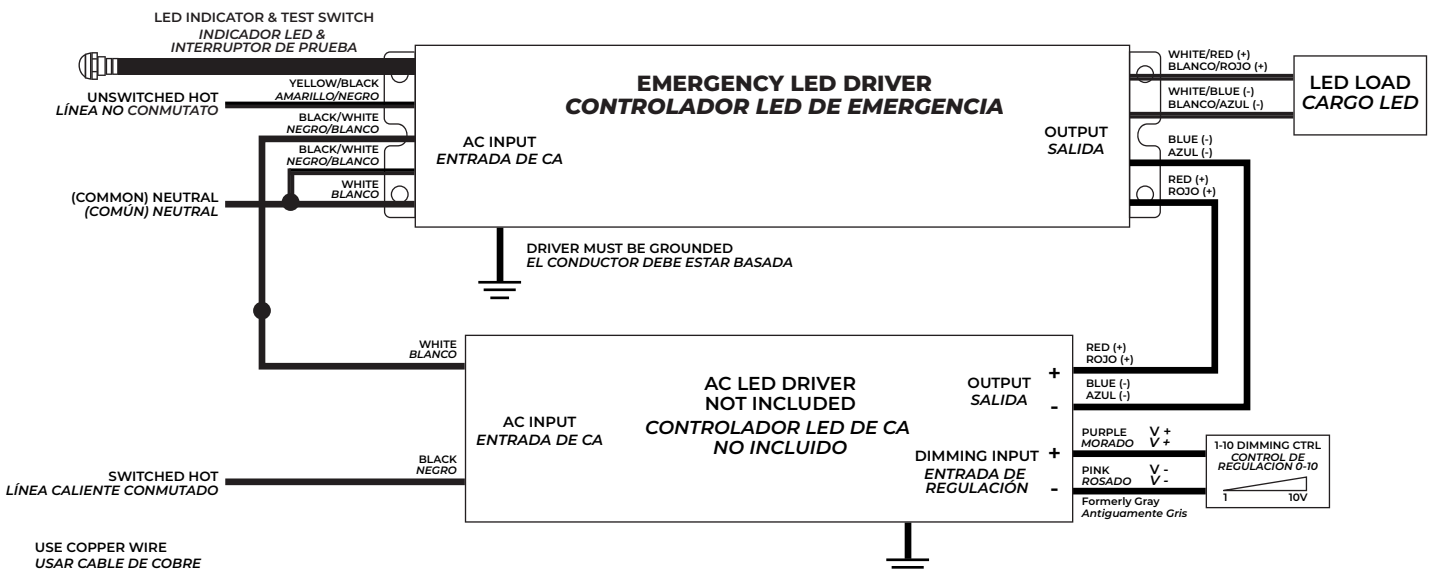 LED INDICATOR & TEST SWITCH
INDICADOR LED &
INTERRUPTOR DE PRUEBA
YELLOW/BLACK
AMARILLO/NEGRO
UNSWITCHED HOT
LÍNEA NO CONMUTATO
BLACK/WHITE
NEGRO/BLANCO
BLACK/WHITE
NEGRO/BLANCO
WHITE
BLANCO
(COMMON) NEUTRAL
(COMÚN) NEUTRAL
EMERGENCY LED DRIVER
CONTROLADOR LED DE EMERGENCIA
AC INPUT
ENTRADA DE CA
OUTPUT
SALIDA
WHITE/RED (+)
BLANCO/ROJO (+)
WHITE/BLUE (-)
BLANCO/AZUL (-)
LED LOAD
CARGO LED
BLUE (-)
AZUL (-)
RED (+)
ROJO (+)
DRIVER MUST BE GROUNDED
EL CONDUCTOR DEBE ESTAR BASADA
WHITE
BLANCO
AC INPUT
ENTRADA DE CA
AC LED DRIVER
NOT INCLUDED
CONTROLADOR LED DE CA
NO INCLUIDO
OUTPUT
SALIDA
+
-
RED (+)
ROJO (+)
BLUE (-)
AZUL (-)
BLACK
NEGRO
SWITCHED HOT
LÍNEA CALIENTE CONMUTADO
DIMMING INPUT
ENTRADA DE
REGULACIÓN
+
-
PURPLE V +
MORADO V +
PINK V -
ROSADO V -
Formerly Gray
Antiguamente Gris
1-10 DIMMING CTRL
CONTROL DE
REGULACIÓN 0-10
1 10V
USE COPPER WIRE
USAR CABLE DE COBRE